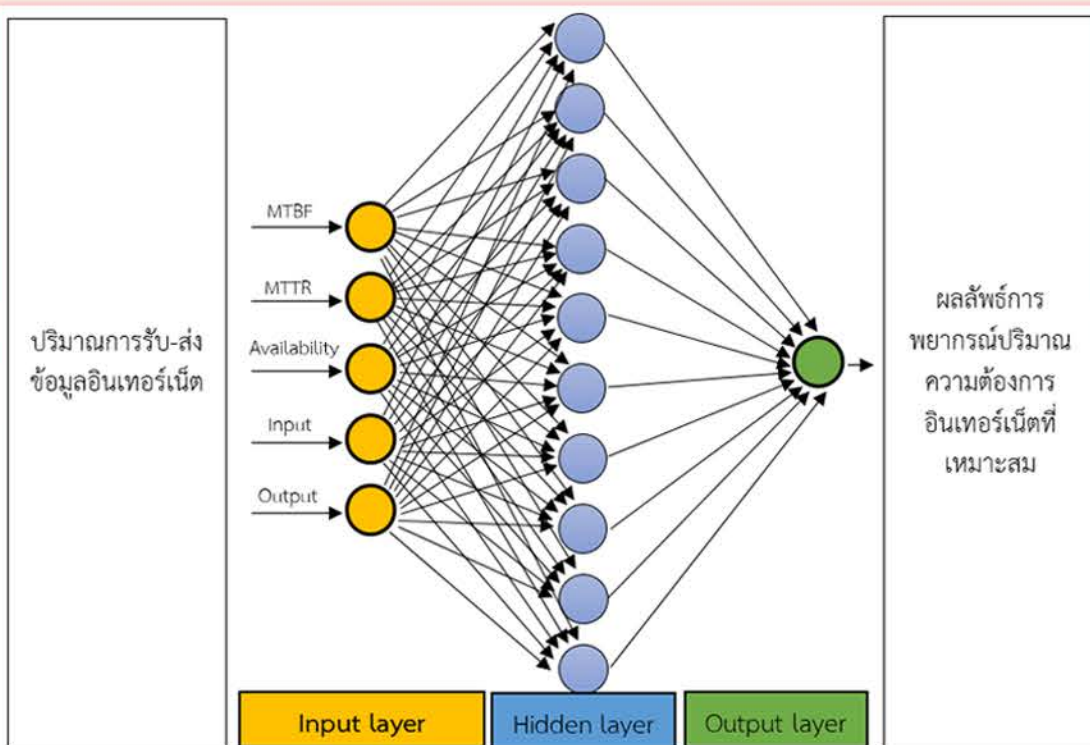 ปริมาณการรับ-ส่ง
ข้อมูลอินเทอร์เน็ต
MTBF
MTTR
Availability
Input
Output
ผลลัพธ์การ
พยากรณ์ปริมาณ
ความต้องการ
อินเทอร์เน็ตที่
เหมาะสม
Input layer
Hidden layer
Output layer